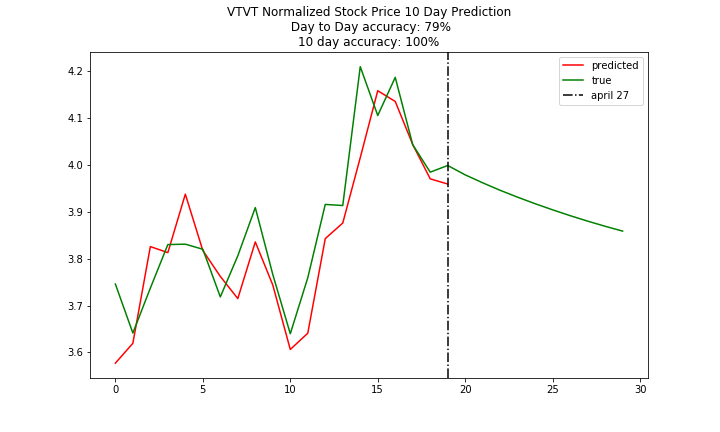 VTVT Normalized Stock Price 10 Day Prediction
Day to Day accuracy: 79%
10 day accuracy: 100%
predicted
true
april 27
4.2
4.1
4.0
3.9
3.8
3.7
3.6
0 5 10 15 20 25 30